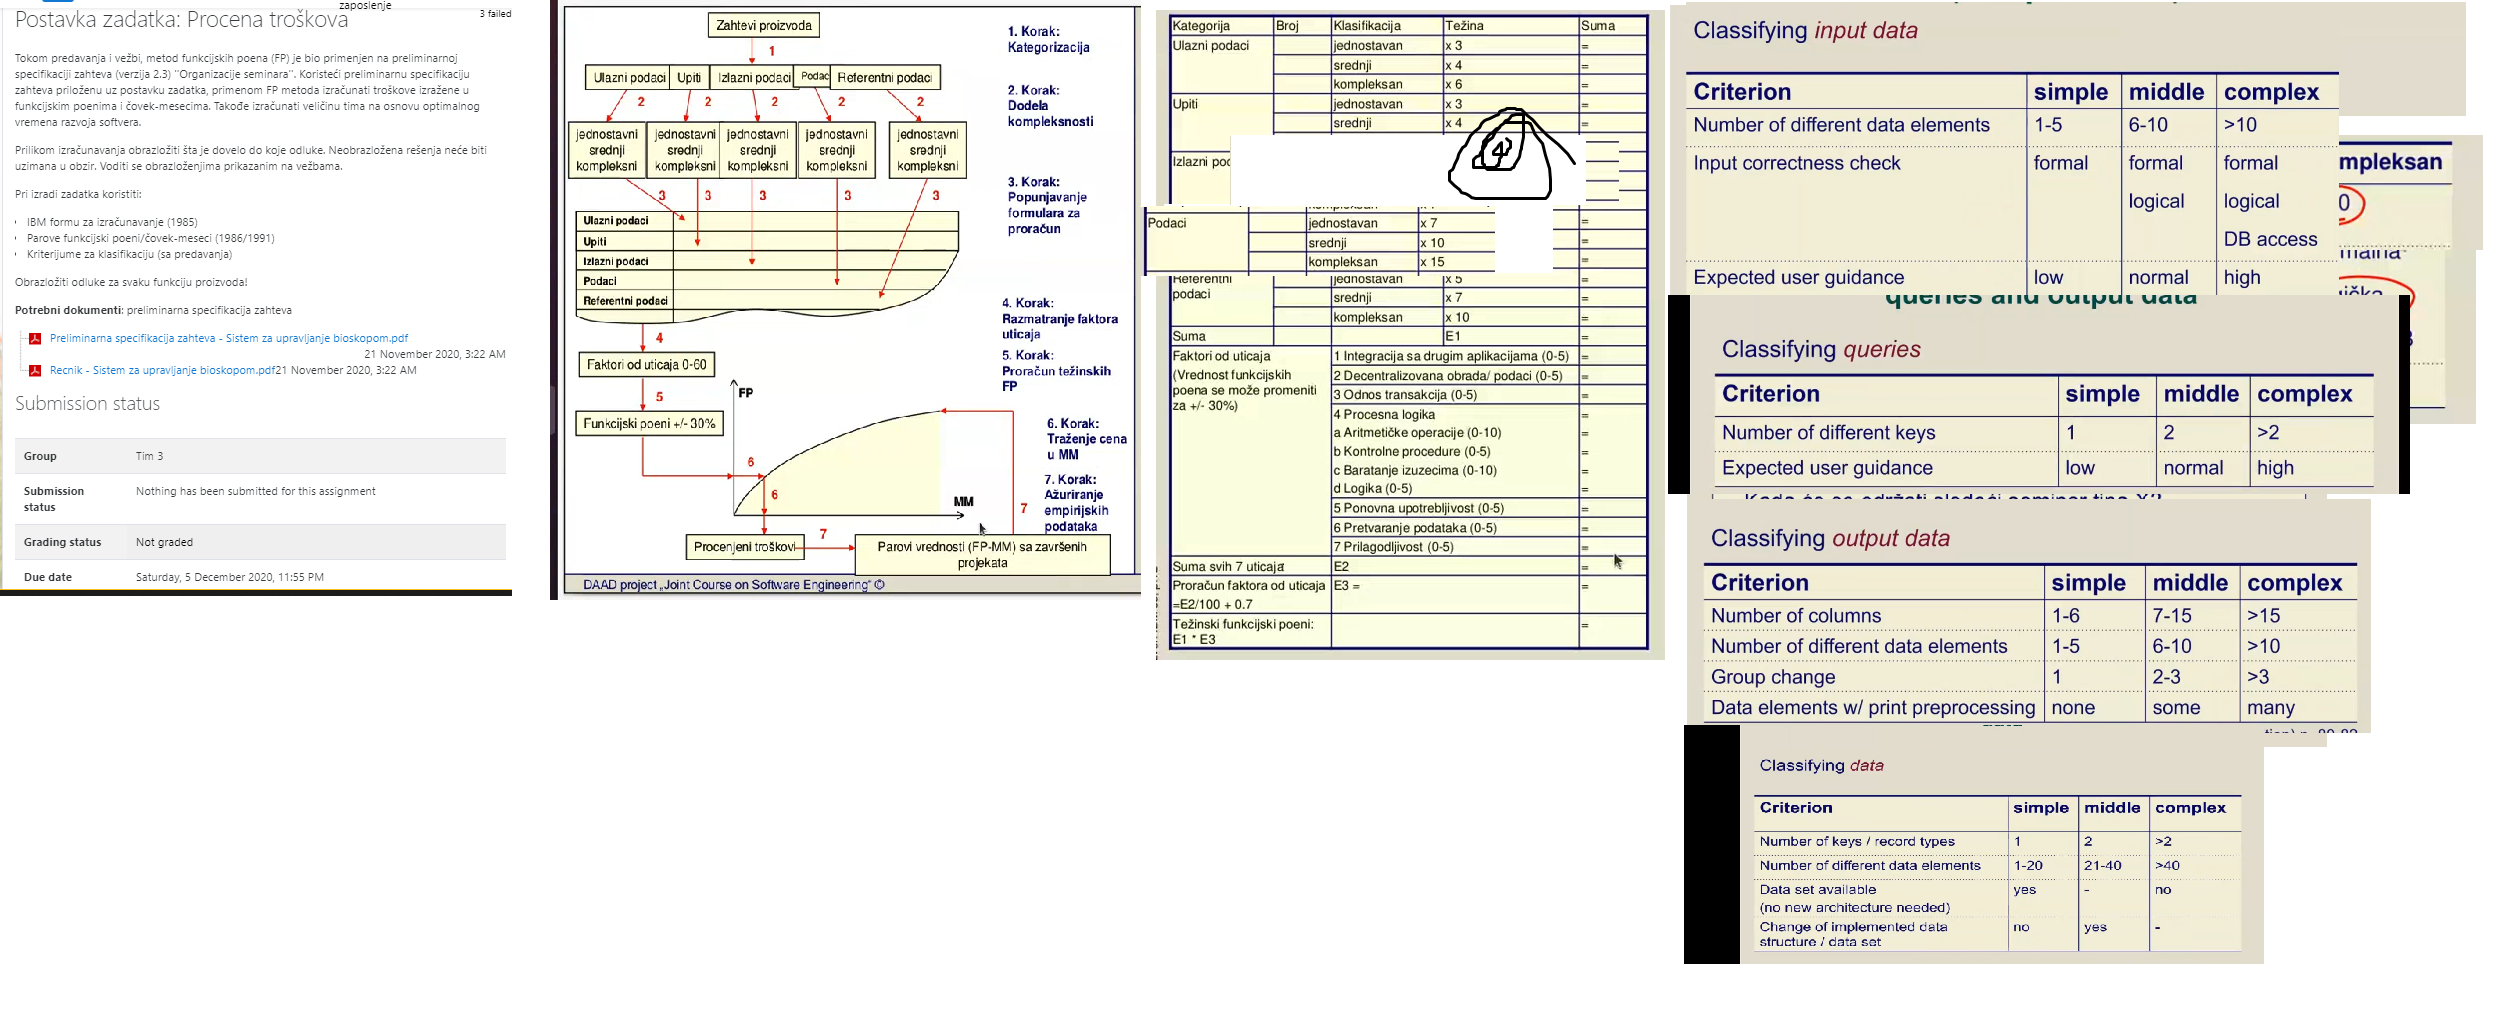 zaposlenje
Postavka zadatka: Procena troškova
3 failed
Tokom predavanja i vežbi, metod funkcijskih poena (FP) je bio primenjen na preliminarnoj
specifikaciji zahteva (verzija 2.3) "Organizacije seminara". Koristeći preliminarnu specifikaciju
zahteva priloženu uz postavku zadatka, primenom FP metoda izračunati troškove izražene u
funkcijskim poenima i čovek-mesecima. Takođe izračunati veličinu tima na osnovu optimalnog
vremena razvoja softvera.
Prilikom izračunavanja obrazložiti šta je dovelo do koje odluke. Neobrazložena rešenja neće biti
uzimana u obzir. Voditi se obrazloženjima prikazanim na vežbama.
Pri izradi zadatka koristiti:
IBM formu za izračunavanje (1985)
Parove funkcijski poeni/čovek-meseci (1986/1991)
Kriterijume za klasifikaciju (sa predavanja)
Obrazložiti odluke za svaku funkciju proizvoda!
Potrebni dokumenti: preliminarna specifikacija zahteva
Preliminarna specifikacija zahteva - Sistem za upravljanje bioskopom.pdf
21 November 2020, 3:22 AM
Recnik - Sistem za upravljanje bioskopom.pdf21 November 2020, 3:22 AM
Submission status
Group Tim 3
Submission status Nothing has been submitted for this assignment
Grading status Not graded
Due date Saturday, 5 December 2020, 11:55 PM
Zahtevi proizvoda
1
Ulazni podaci Upiti Izlazni podaci Podac Referentni podaci
2 2 2 2 2
jednostavni jednostavni jednostavni jednostavni jednostavni
srednji srednji srednji srednji srednji
kompleksni kompleksni kompleksni kompleksni kompleksni
3 3 3 3 3
Ulazni podaci
Upiti
Izlazni podaci
Podaci
Referentni podaci
4
Faktori od uticaja 0-60
5
Funkcijski poeni +/- 30%
FP
6
6
MM
7
7
Procenjeni troškovi
Parovi vrednosti (FP-MM) sa završenih
projekata
1. Korak:
Kategorizacija
2. Korak:
Dodela
kompleksnosti
3. Korak:
Popunjavanje
formulara za
proračun
4. Korak:
Razmatranje faktora
uticaja
5. Korak:
Proračun težinskih
FP
6. Korak:
Traženje cena
u MM
7. Korak:
Ažuriranje
empirijskih
podataka
DAAD project „Joint Course on Software Engineering" ©
Kategorija Broj Klasifikacija Težina Suma
Ulazni podaci jednostavan x 3 =
srednji x 4 =
kompleksan x 6 =
Upiti jednostavan x 3 =
srednji x 4 =
4
Izlazni poc
Podaci jednostavan x 7 =
srednji x 10 =
kompleksan x 15 =
Referentni podaci jednostavan x 5 =
srednji x 7 =
kompleksan x 10 =
Suma E1 =
Faktori od uticaja 1 Integracija sa drugim aplikacijama (0-5) =
(Vrednost funkcijskih 2 Decentralizovana obrada/ podaci (0-5) =
poena se može promeniti 3 Odnos transakcija (0-5) =
za +/- 30%) 4 Procesna logika =
a Aritmetičke operacije (0-10) =
b Kontrolne procedure (0-5) =
c Baratanje izuzecima (0-10) =
d Logika (0-5) =
5 Ponovna upotrebljivost (0-5) =
6 Pretvaranje podataka (0-5) =
7 Prilagodljivost (0-5) =
Suma svih 7 uticaja E2 =
Proračun faktora od uticaja E3 = =
=E2/100 + 0.7
Težinski funkcijski poeni: =
E1 * E3
Classifying input data
Criterion simple middle complex
Number of different data elements 1-5 6-10 >10
Input correctness check formal formal formal
logical logical
DB access
Expected user guidance low normal high
mpleksan
0
queries and output data
Classifying queries
Criterion simple middle complex
Number of different keys 1 2 >2
Expected user guidance low normal high
Classifying output data
Criterion simple middle complex
Number of columns 1-6 7-15 >15
Number of different data elements 1-5 6-10 >10
Group change 1 2-3 >3
Data elements w/ print preprocessing none some many
Classifying data
Criterion simple middle complex
Number of keys / record types 1 2 >2
Number of different data elements 1-20 21-40 >40
Data set available yes - no
(no new architecture needed)
Change of implemented data no yes -
structure / data set